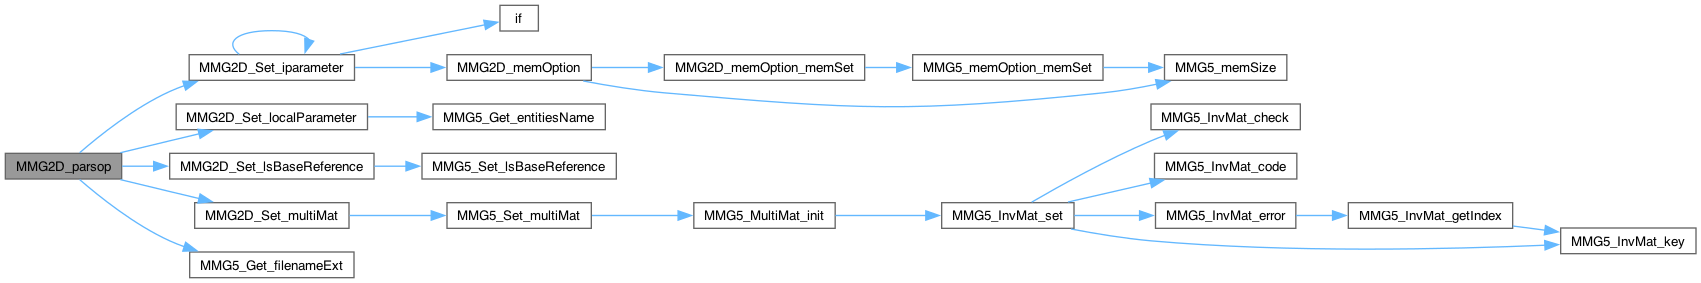 if
MMG2D_Set_iparameter
MMG2D_memOption
MMG2D_memOption_memSet
MMG5_memOption_memSet
MMG5_memSize
MMG2D_Set_localParameter
MMG5_Get_entitiesName
MMG5_InvMat_check
MMG2D_parsop
MMG2D_Set_lsBaseReference
MMG5_Set_lsBaseReference
MMG5_InvMat_code
MMG2D_Set_multiMat
MMG5_Set_multiMat
MMG5_MultiMat_init
MMG5_InvMat_set
MMG5_InvMat_error
MMG5_InvMat_getIndex
MMG5_InvMat_key
MMG5_Get_filenameExt